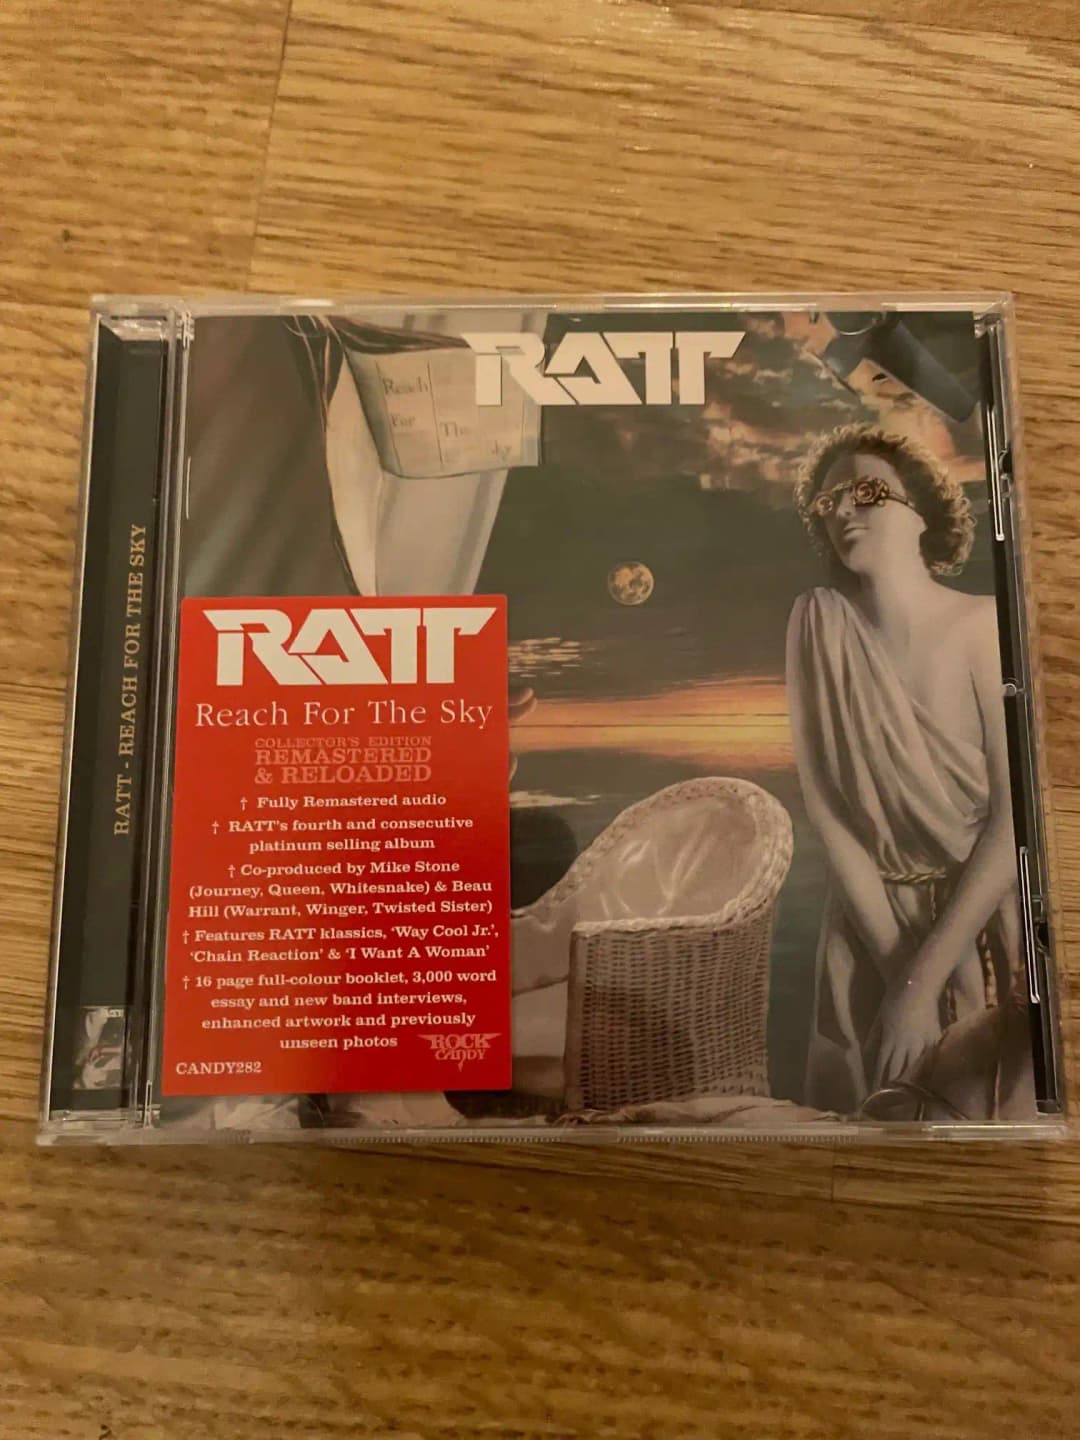 RATT
Reach
For The
Sky
RATT - REACH FOR THE SKY
RATT
Reach For The Sky
COLLECTOR'S EDITION
REMASTERED
& RELOADED
† Fully Remastered audio
† RATT's fourth and consecutive
platinum selling album
† Co-produced by Mike Stone
(Journey, Queen, Whitesnake) & Beau
Hill (Warrant, Winger, Twisted Sister)
† Features RATT klassics, 'Way Cool Jr.',
'Chain Reaction' & 'I Want A Woman'
† 16 page full-colour booklet, 3,000 word
essay and new band interviews,
enhanced artwork and previously
unseen photos
ROCK
CANDY
CANDY282
RATT